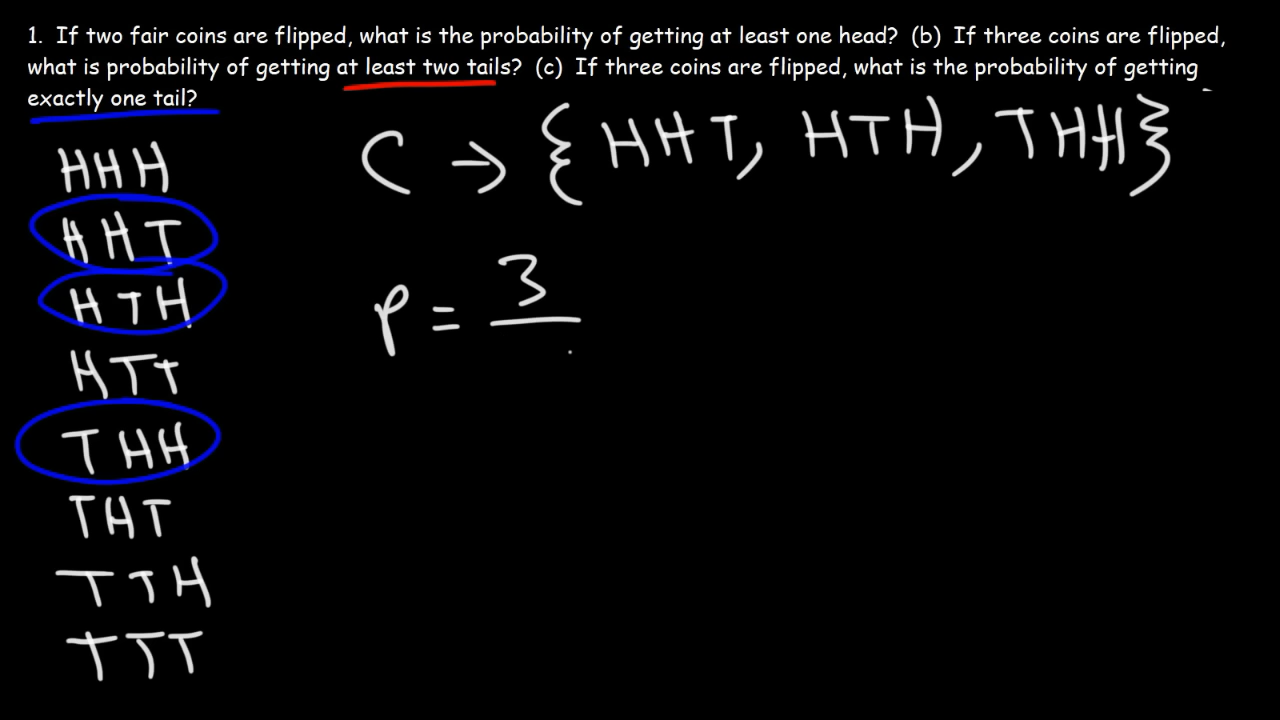 1. If two fair coins are flipped, what is the probability of getting at least one head? (b) If three coins are flipped,
what is probability of getting at least two tails? (c) If three coins are flipped, what is the probability of getting
exactly one tail?
C → {HHT, HTH, THH}
HHH
HHT
HTH
P = 3/
HTT
THH
THT
TTH
TTT